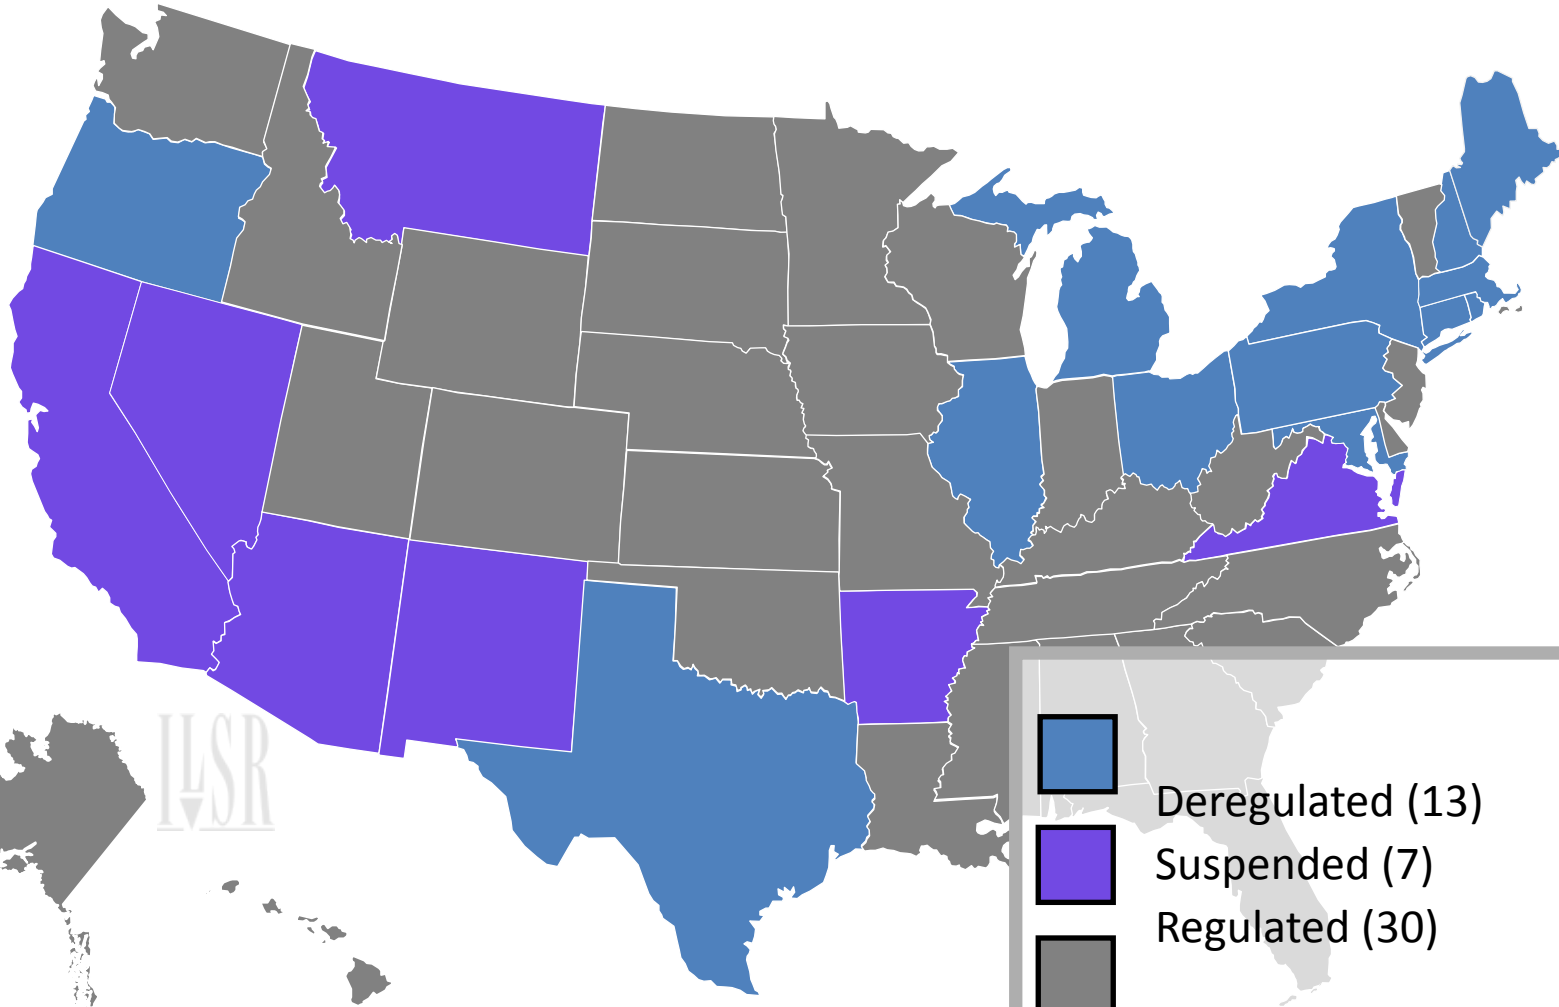 ILSR
Deregulated (13)
Suspended (7)
Regulated (30)